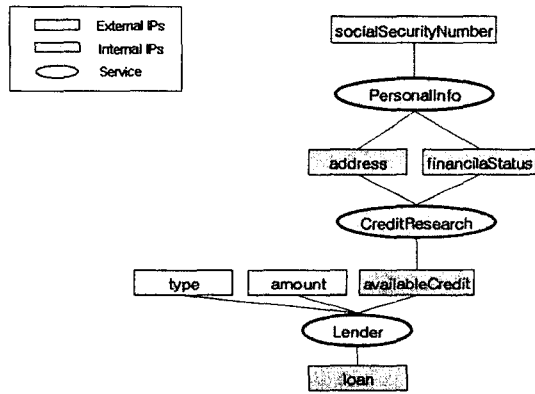 External IPs
Internal IPs
Service
socialSecurityNumber
PersonalInfo
address
financilaStatus
CreditResearch
type
amount
availableCredit
Lender
loan